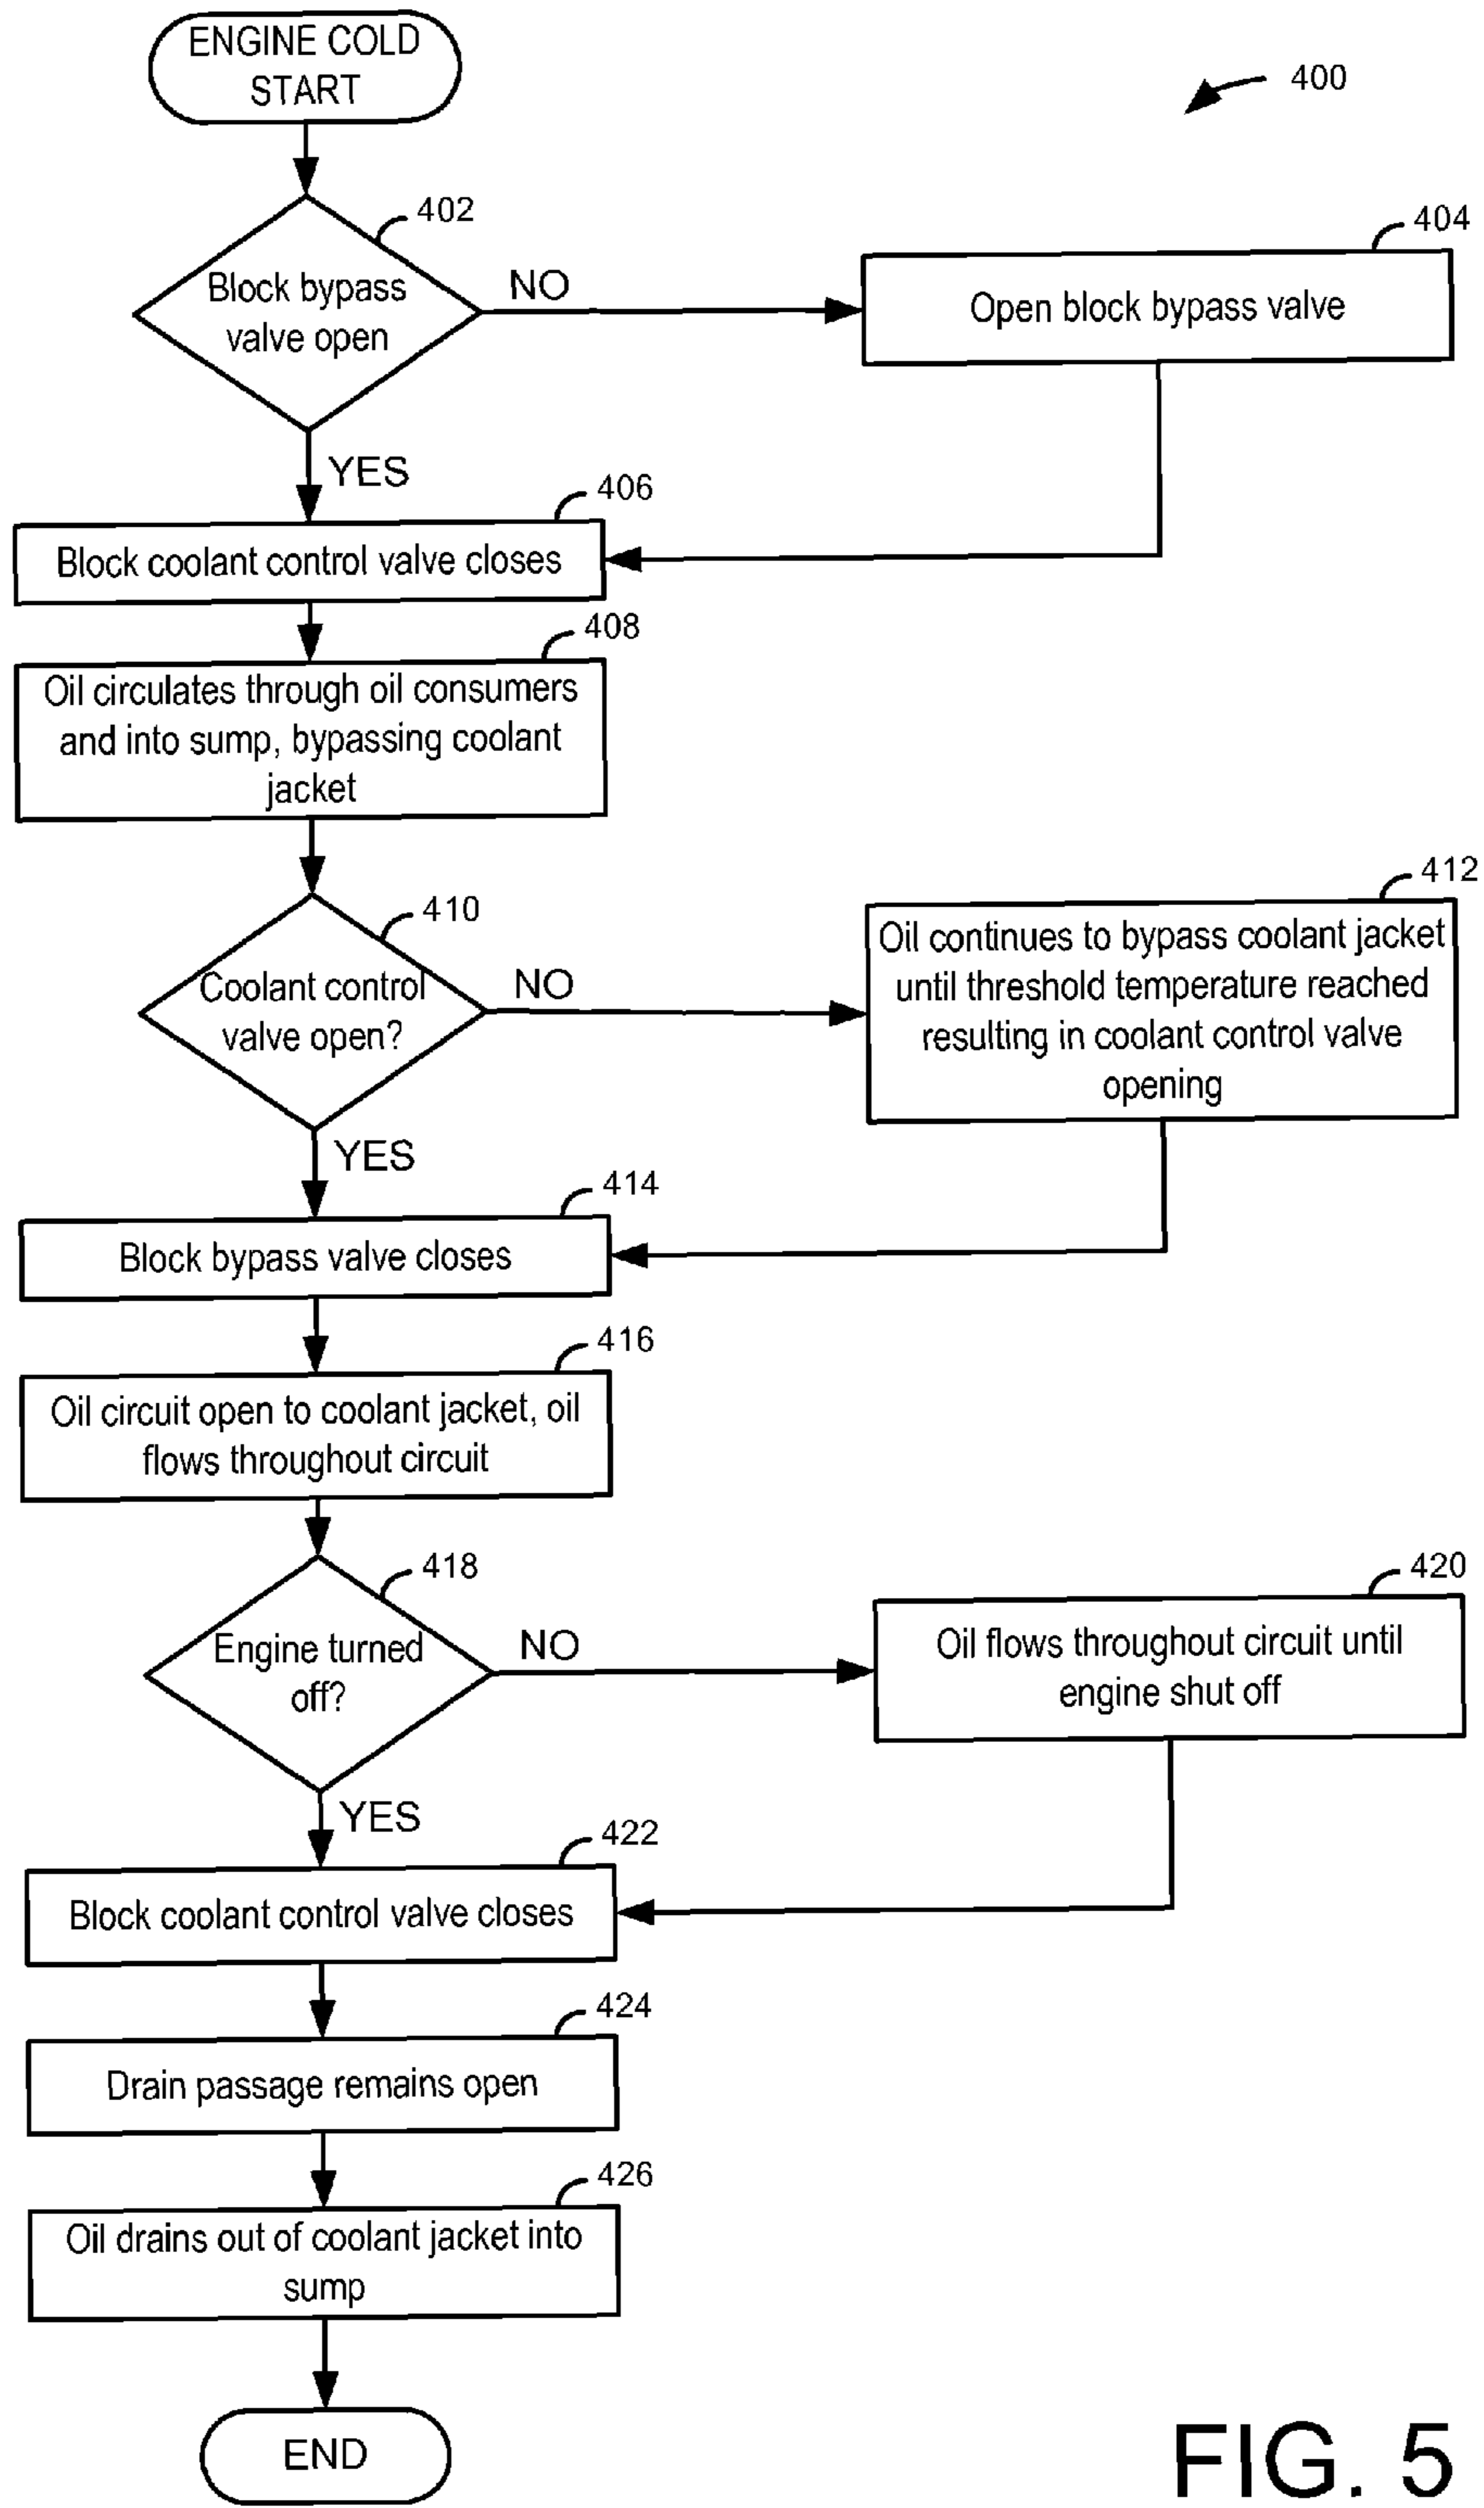 ENGINE COLD
START
400
402
Block bypass
valve open
NO
404
Open block bypass valve
YES
406
Block coolant control valve closes
408
Oil circulates through oil consumers
and into sump, bypassing coolant
jacket
410
Coolant control
valve open?
NO
412
Oil continues to bypass coolant jacket
until threshold temperature reached
resulting in coolant control valve
opening
YES
414
Block bypass valve closes
416
Oil circuit open to coolant jacket, oil
flows throughout circuit
418
Engine turned
off?
NO
420
Oil flows throughout circuit until
engine shut off
YES
422
Block coolant control valve closes
424
Drain passage remains open
426
Oil drains out of coolant jacket into
sump
END
FIG. 5